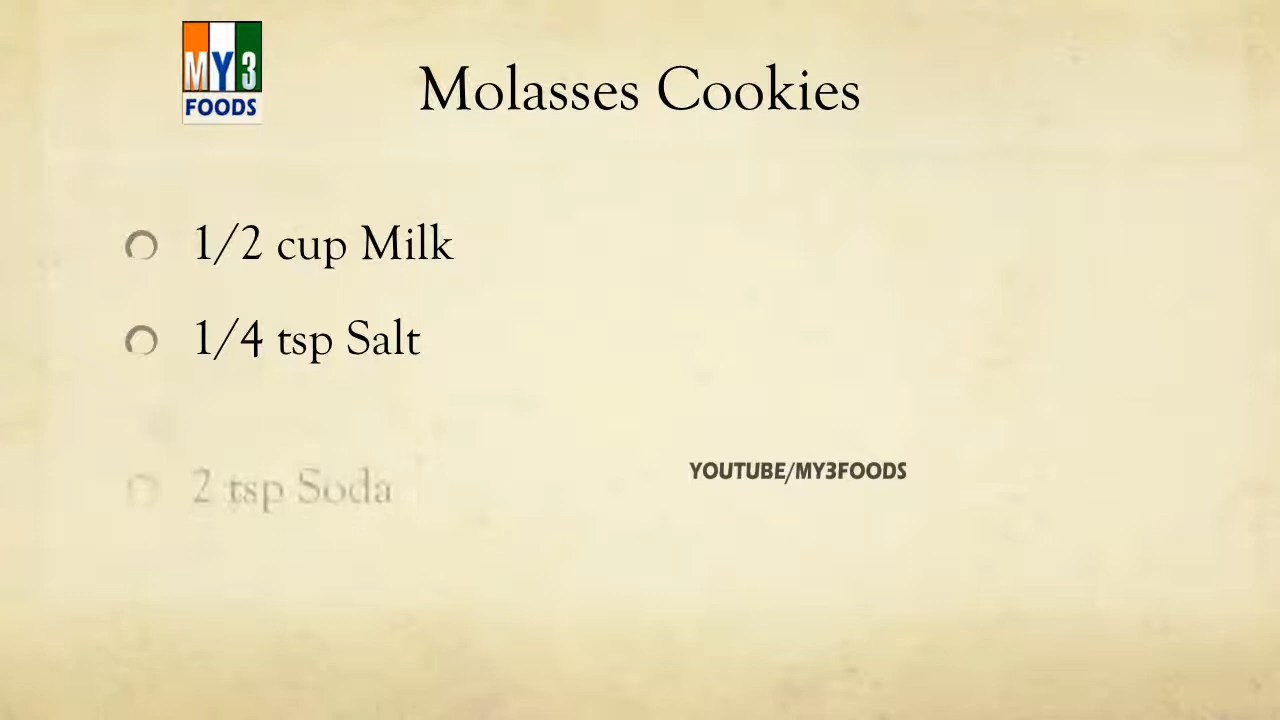 MY3
FOODS
Molasses Cookies
1/2 cup Milk
1/4 tsp Salt
2 tsp Soda
YOUTUBE/MY3FOODS